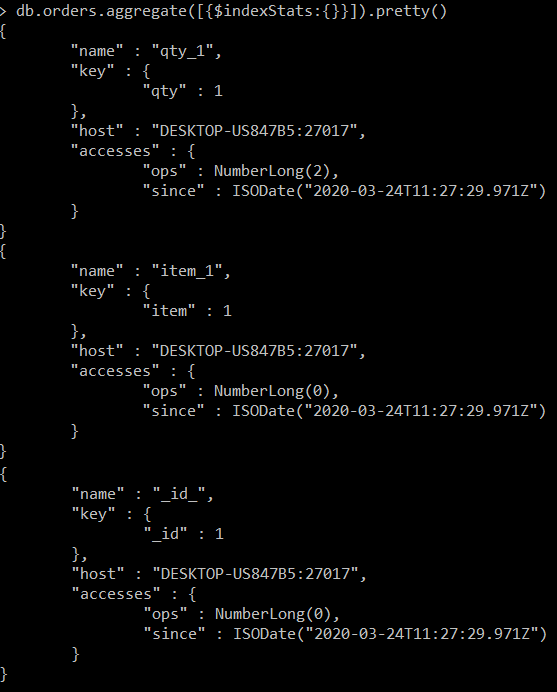 > db.orders.aggregate([{$indexStats:{}}]).pretty()
{
        "name" : "qty_1",
        "key" : {
                "qty" : 1
        },
        "host" : "DESKTOP-US847B5:27017",
        "accesses" : {
                "ops" : NumberLong(2),
                "since" : ISODate("2020-03-24T11:27:29.971Z")
        }
}
{
        "name" : "item_1",
        "key" : {
                "item" : 1
        },
        "host" : "DESKTOP-US847B5:27017",
        "accesses" : {
                "ops" : NumberLong(0),
                "since" : ISODate("2020-03-24T11:27:29.971Z")
        }
}
{
        "name" : "_id_",
        "key" : {
                "_id" : 1
        },
        "host" : "DESKTOP-US847B5:27017",
        "accesses" : {
                "ops" : NumberLong(0),
                "since" : ISODate("2020-03-24T11:27:29.971Z")
        }
}